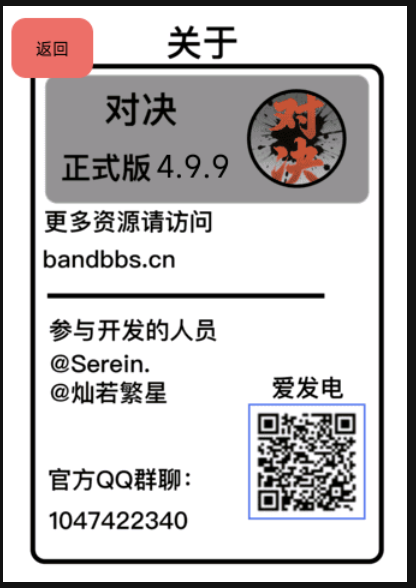 返回
关于
对决
正式版 4.9.9
对
决
更多资源请访问
bandbbs.cn
参与开发的人员
@Serein.
@灿若繁星
爱发电
官方QQ群聊：
1047422340